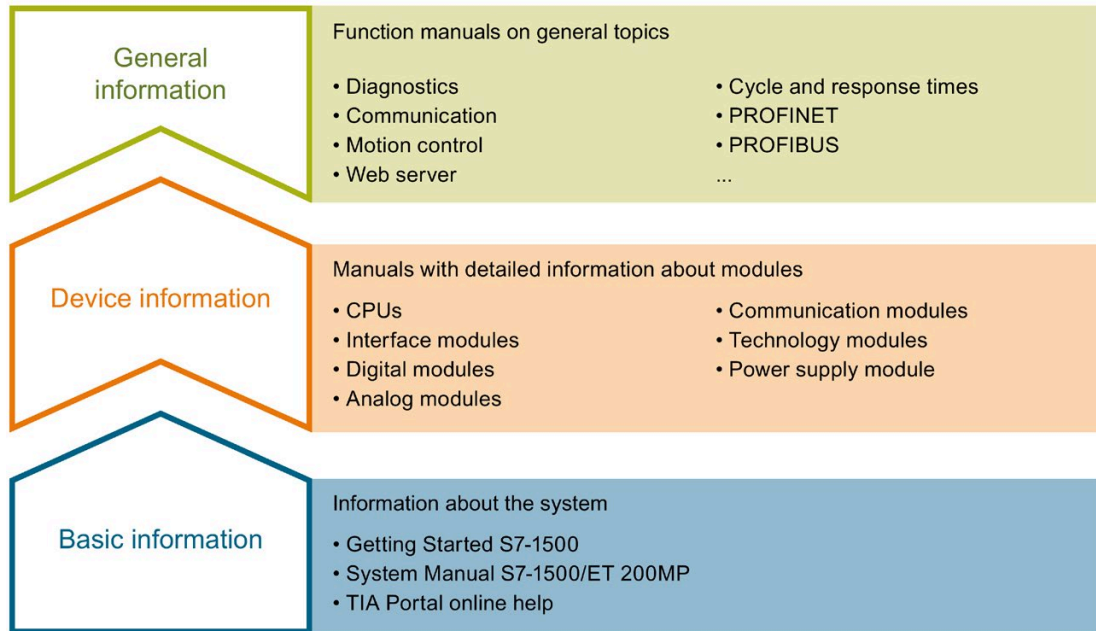 General
information
Function manuals on general topics
• Diagnostics
• Communication
• Motion control
• Web server
• Cycle and response times
• PROFINET
• PROFIBUS
...
Device information
Manuals with detailed information about modules
• CPUs
• Interface modules
• Digital modules
• Analog modules
• Communication modules
• Technology modules
• Power supply module
Basic information
Information about the system
• Getting Started S7-1500
• System Manual S7-1500/ET 200MP
• TIA Portal online help